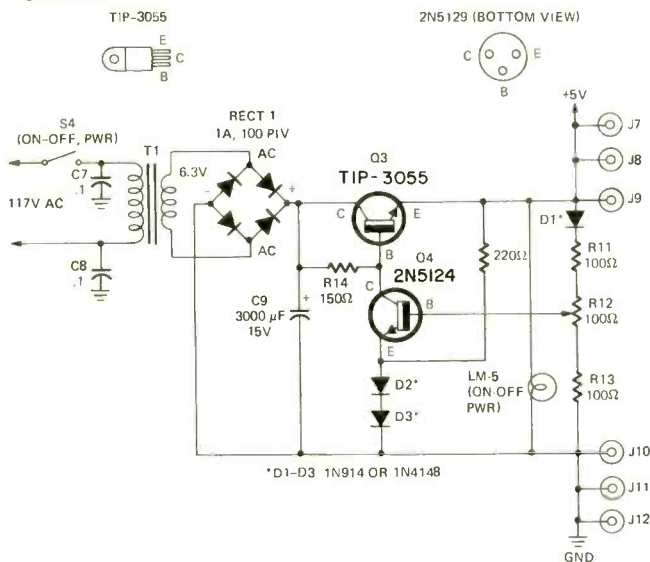 TIP-3055
E
C
B
2N5129 (BOTTOM VIEW)
C
E
B
+5V
J7
J8
J9
S4
(ON-OFF, PWR)
T1
C7
.1
117V AC
C8
.1
6.3V
RECT 1
1A, 100 PIV
AC
-
+
AC
Q3
TIP-3055
C
E
B
D1*
R11
100Ω
220Ω
Q4
2N5124
R14
150Ω
C
B
E
R12
100Ω
C9
3000 µF
15V
+
D2*
D3*
LM-5
(ON-OFF
PWR)
R13
100Ω
*D1-D3 1N914 OR 1N4148
J10
J11
J12
GND